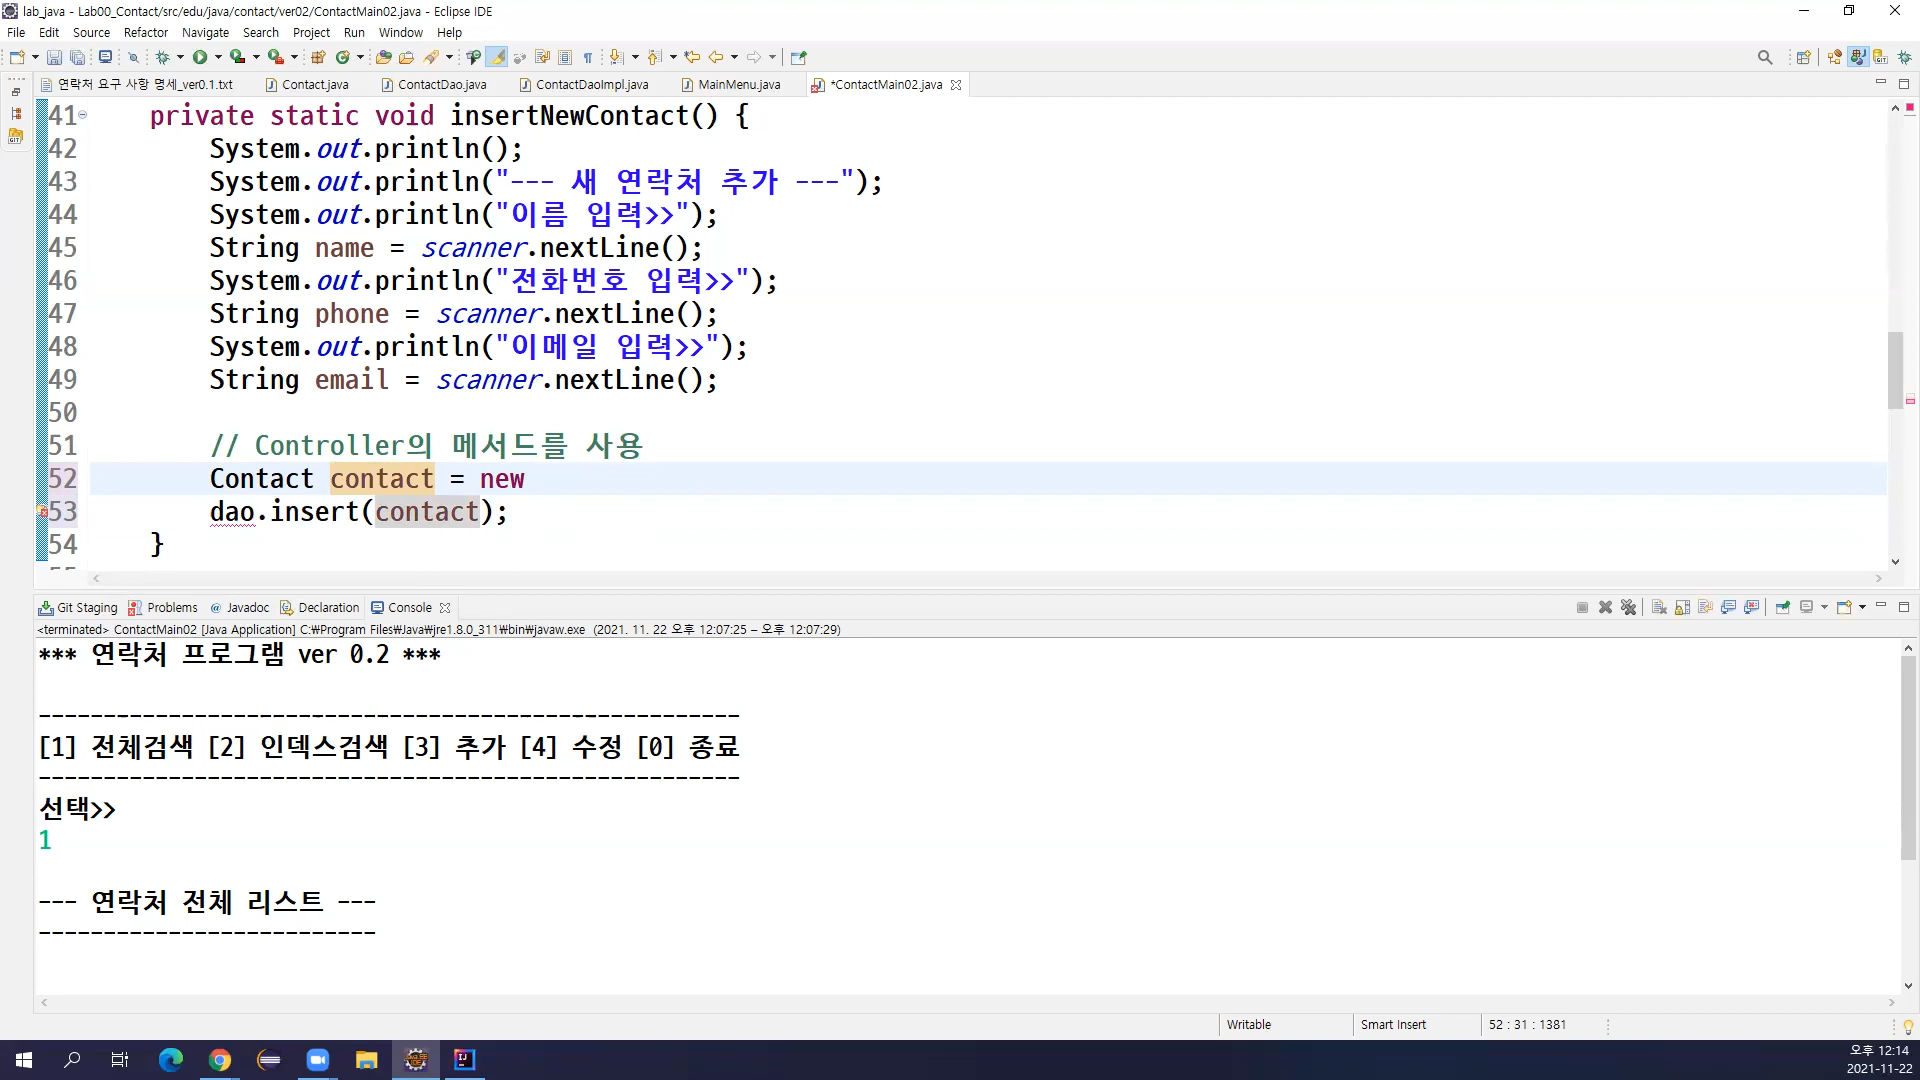 lab_java - Lab00_Contact/src/edu/java/contact/ver02/ContactMain02.java - Eclipse IDE
File Edit Source Refactor Navigate Search Project Run Window Help
연락처 요구 사항 명세_ver0.1.txt Contact.java ContactDao.java ContactDaoImpl.java MainMenu.java *ContactMain02.java
41 private static void insertNewContact() {
42 System.out.println();
43 System.out.println("--- 새 연락처 추가 ---");
44 System.out.println("이름 입력>>");
45 String name = scanner.nextLine();
46 System.out.println("전화번호 입력>>");
47 String phone = scanner.nextLine();
48 System.out.println("이메일 입력>>");
49 String email = scanner.nextLine();
50
51 // Controller의 메서드를 사용
52 Contact contact = new
53 dao.insert(contact);
54 }
Git Staging Problems Javadoc Declaration Console
<terminated> ContactMain02 [Java Application] C:₩Program Files₩Java₩jre1.8.0_311₩bin₩javaw.exe (2021. 11. 22 오후 12:07:25 – 오후 12:07:29)
*** 연락처 프로그램 ver 0.2 ***
------------------------------------------------------
[1] 전체검색 [2] 인덱스검색 [3] 추가 [4] 수정 [0] 종료
------------------------------------------------------
선택>>
1
--- 연락처 전체 리스트 ---
--------------------------
Writable Smart Insert 52 : 31 : 1381
오후 12:14
2021-11-22